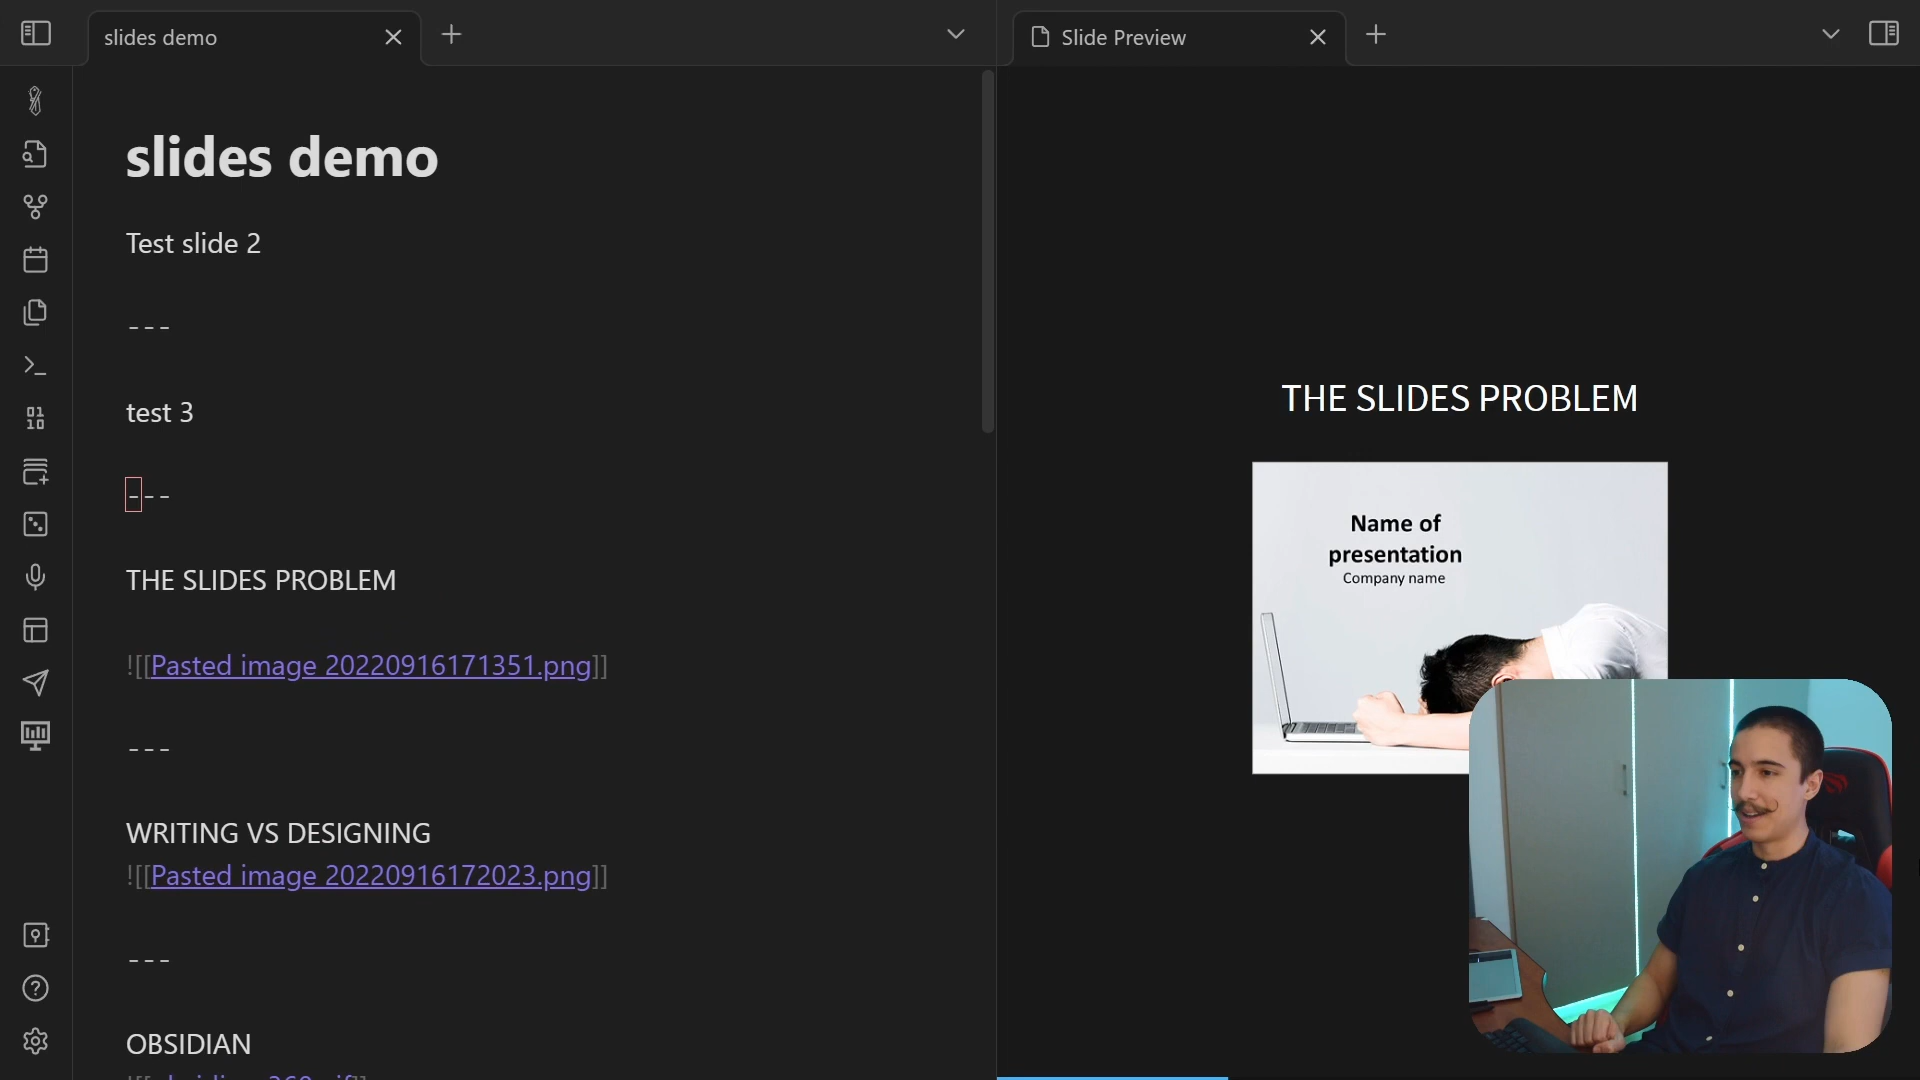 slides demo
Slide Preview
slides demo
Test slide 2
---
test 3
---
THE SLIDES PROBLEM
![[Pasted image 20220916171351.png]]
---
WRITING VS DESIGNING
![[Pasted image 20220916172023.png]]
---
OBSIDIAN
THE SLIDES PROBLEM
Name of
presentation
Company name